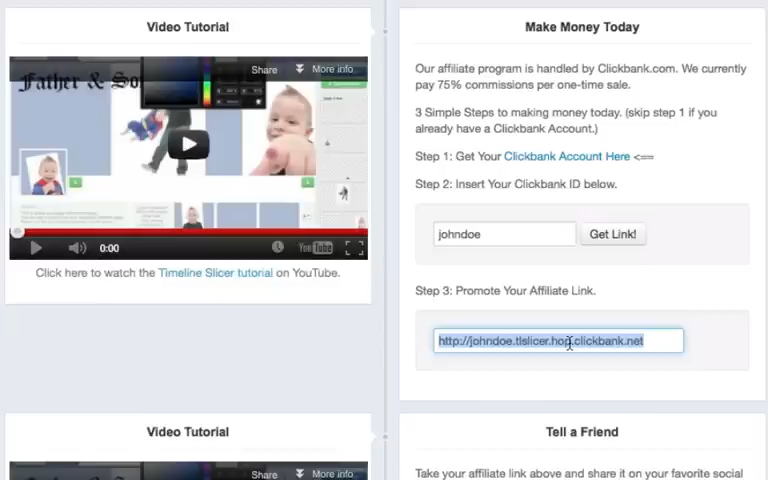 Video Tutorial
Father & So
Share
More info
0:00
YouTube
Click here to watch the Timeline Slicer tutorial on YouTube.
Make Money Today
Our affiliate program is handled by Clickbank.com. We currently
pay 75% commissions per one-time sale.
3 Simple Steps to making money today. (skip step 1 if you
already have a Clickbank Account.)
Step 1: Get Your Clickbank Account Here <==
Step 2: Insert Your Clickbank ID below.
johndoe
Get Link!
Step 3: Promote Your Affiliate Link.
http://johndoe.tlslicer.hop.clickbank.net
Video Tutorial
Share
More info
Tell a Friend
Take your affiliate link above and share it on your favorite social